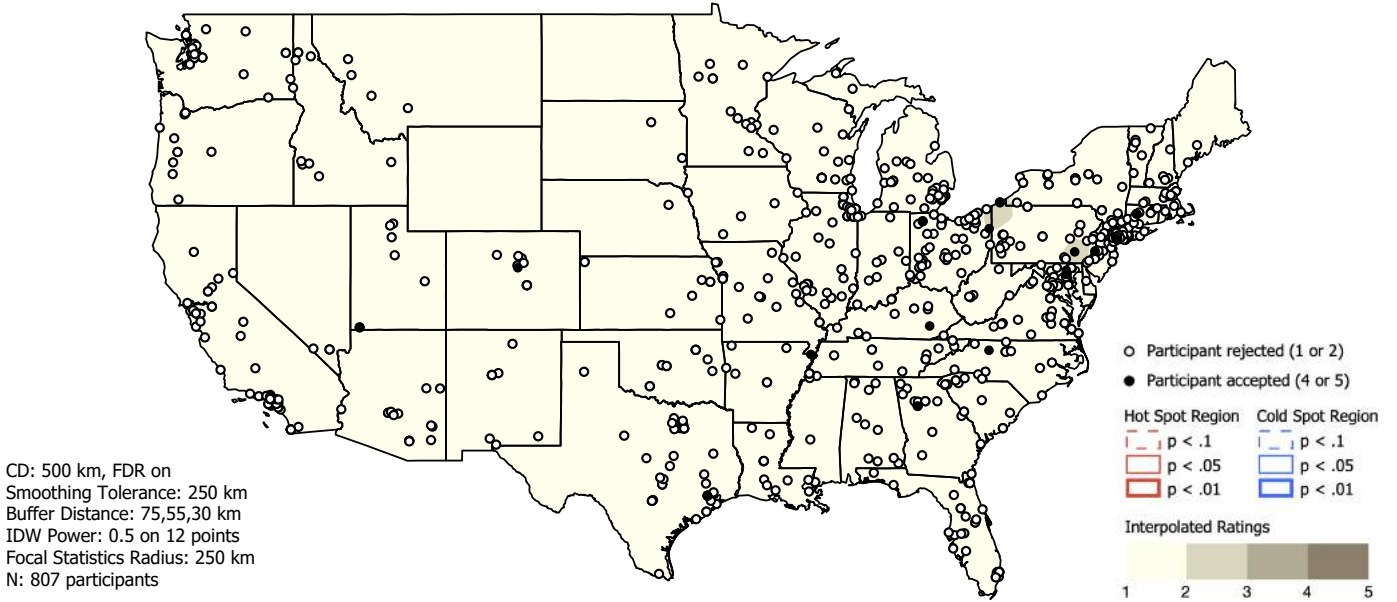 CD: 500 km, FDR on
Smoothing Tolerance: 250 km
Buffer Distance: 75,55,30 km
IDW Power: 0.5 on 12 points
Focal Statistics Radius: 250 km
N: 807 participants
Participant rejected (1 or 2)
Participant accepted (4 or 5)
Hot Spot Region Cold Spot Region
p < .1 p < .1
p < .05 p < .05
p < .01 p < .01
Interpolated Ratings
1 2 3 4 5